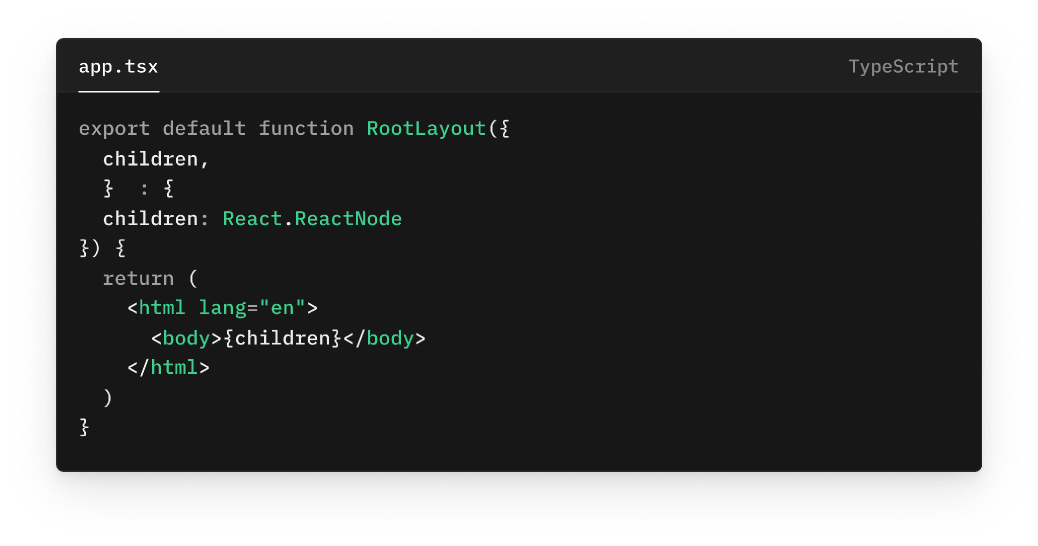 app.tsx
TypeScript
export default function RootLayout({
  children,
  }  : {
  children: React.ReactNode
}) {
  return (
    <html lang="en">
      <body>{children}</body>
    </html>
  )
}